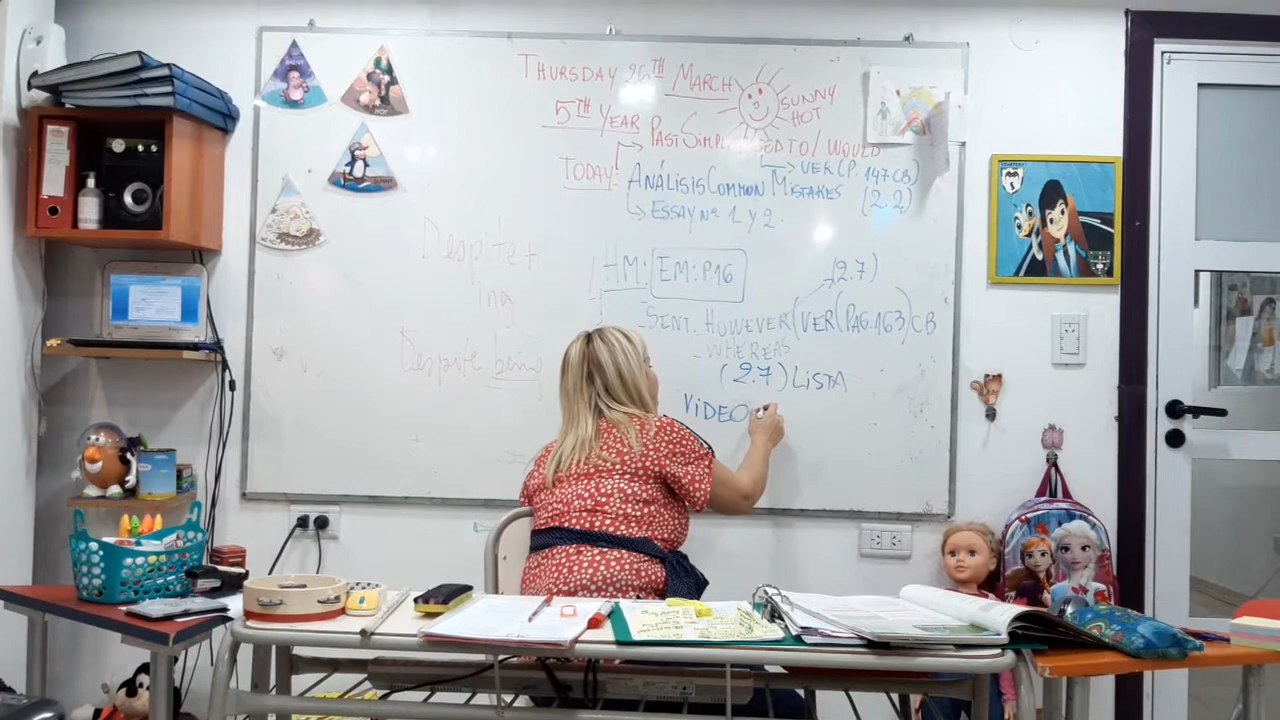 THURSDAY 26TH MARCH
SUNNY
HOT
5TH YEAR
PAST SIMPLE TO / WOULD
VER (P. 147 CB)
TODAY:
ANÁLISIS COMMON MISTAKES (2.2)
ESSAY Nº 1 Y 2.
Despite +
ing
Despite being
HM: EM: P.16
(2.7)
- SENT. HOWEVER (VER (PAG. 163) CB
- WHEREAS
(2.7) LISTA
VIDEO